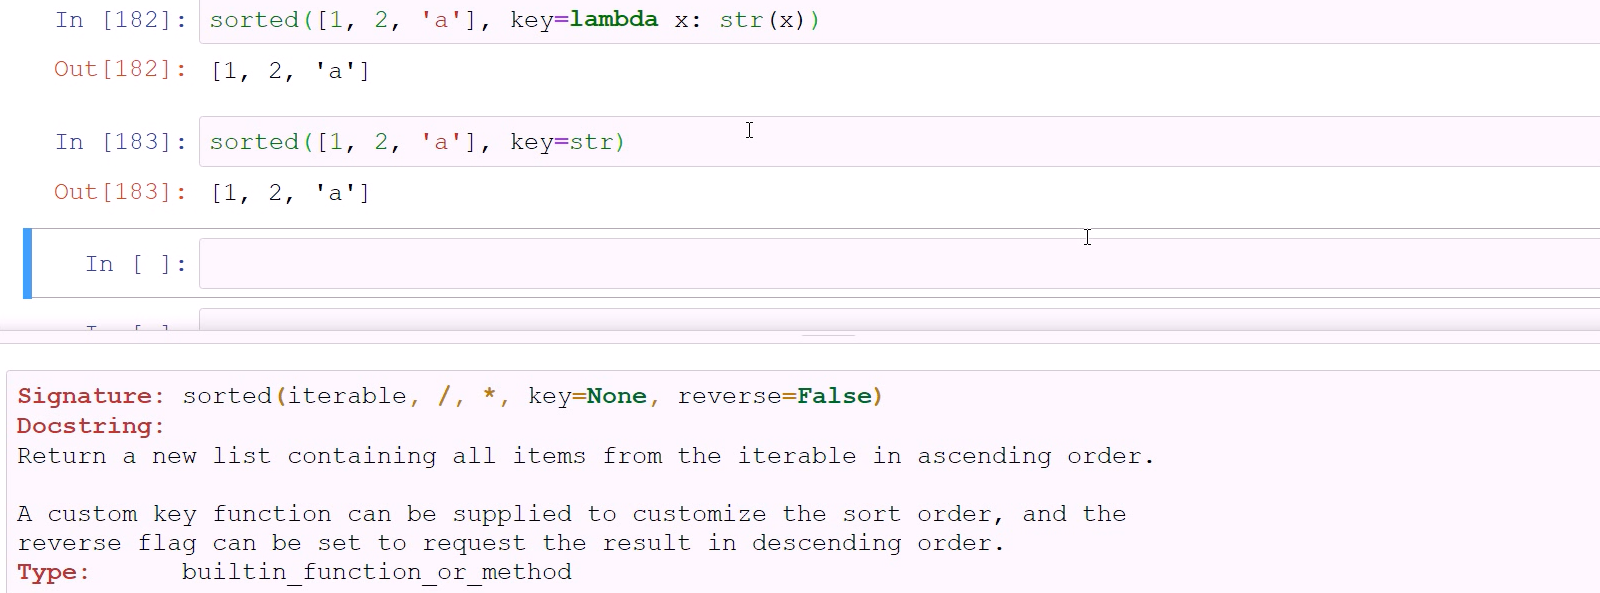 In [182]: sorted([1, 2, 'a'], key=lambda x: str(x))
Out[182]: [1, 2, 'a']
In [183]: sorted([1, 2, 'a'], key=str)
Out[183]: [1, 2, 'a']
In [ ]:
Signature: sorted(iterable, /, *, key=None, reverse=False)
Docstring:
Return a new list containing all items from the iterable in ascending order.
A custom key function can be supplied to customize the sort order, and the
reverse flag can be set to request the result in descending order.
Type: builtin_function_or_method